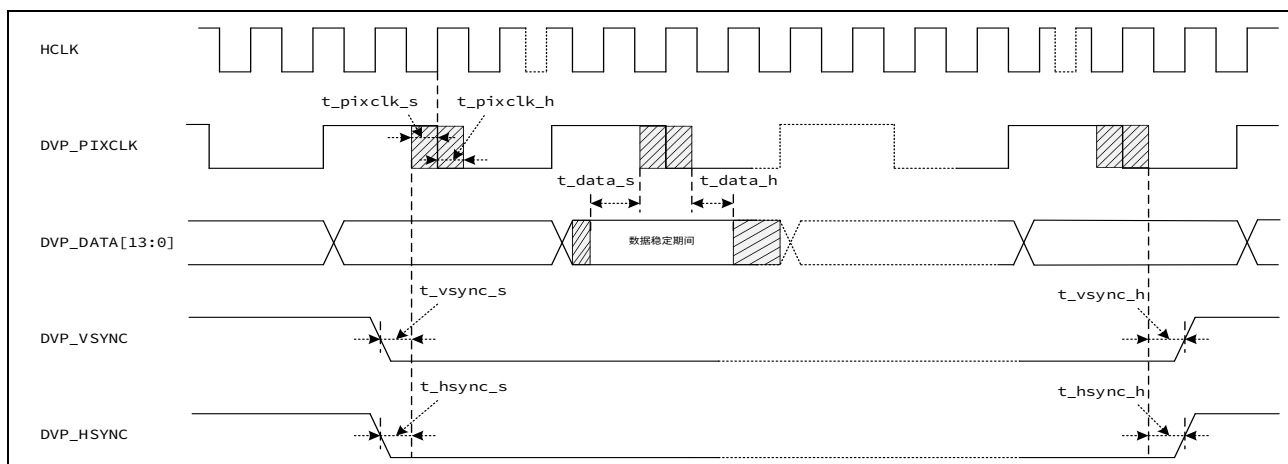 HCLK
t_pixclk_s
t_pixclk_h
DVP_PIXCLK
t_data_s
t_data_h
DVP_DATA[13:0]
数据稳定期间
t_vsync_s
t_vsync_h
DVP_VSYNC
t_hsync_s
t_hsync_h
DVP_HSYNC